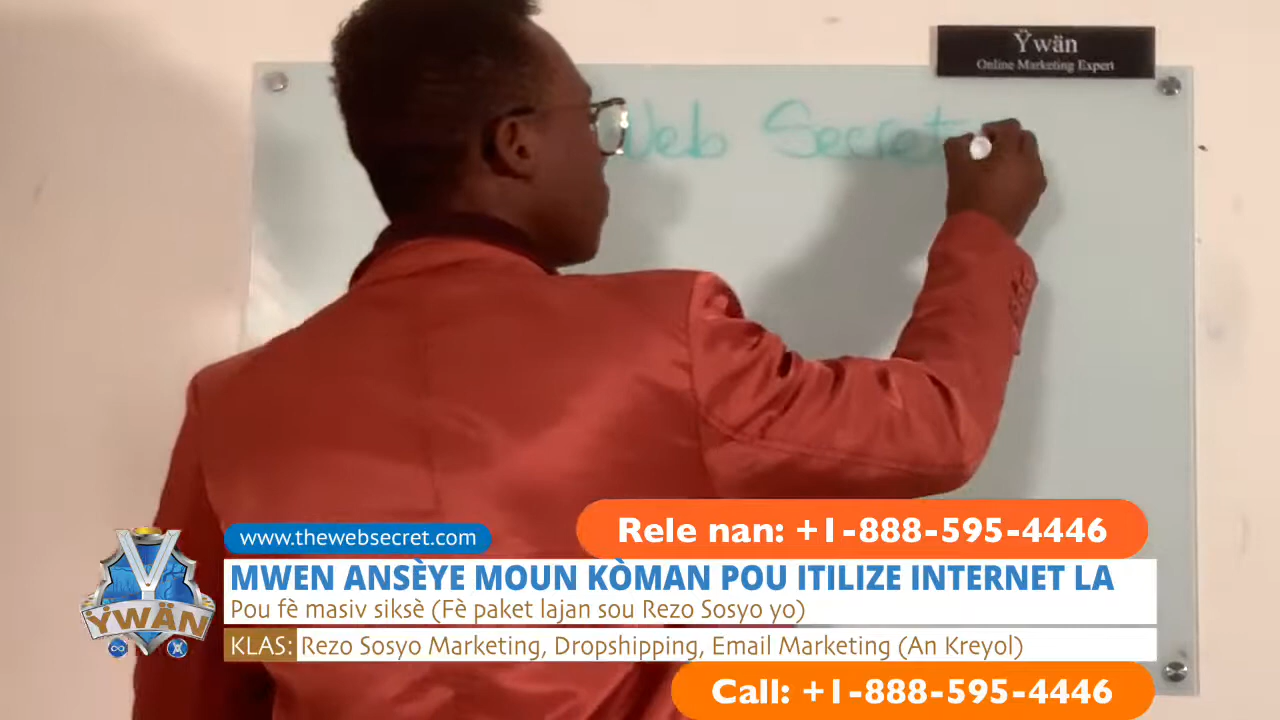 Ÿwän
Online Marketing Expert
Web Secret
www.thewebsecret.com
Rele nan: +1-888-595-4446
MWEN ANSÈYE MOUN KÒMAN POU ITILIZE INTERNET LA
Pou fè masiv siksè (Fè paket lajan sou Rezo Sosyo yo)
ŸWÄN
KLAS: Rezo Sosyo Marketing, Dropshipping, Email Marketing (An Kreyol)
Call: +1-888-595-4446